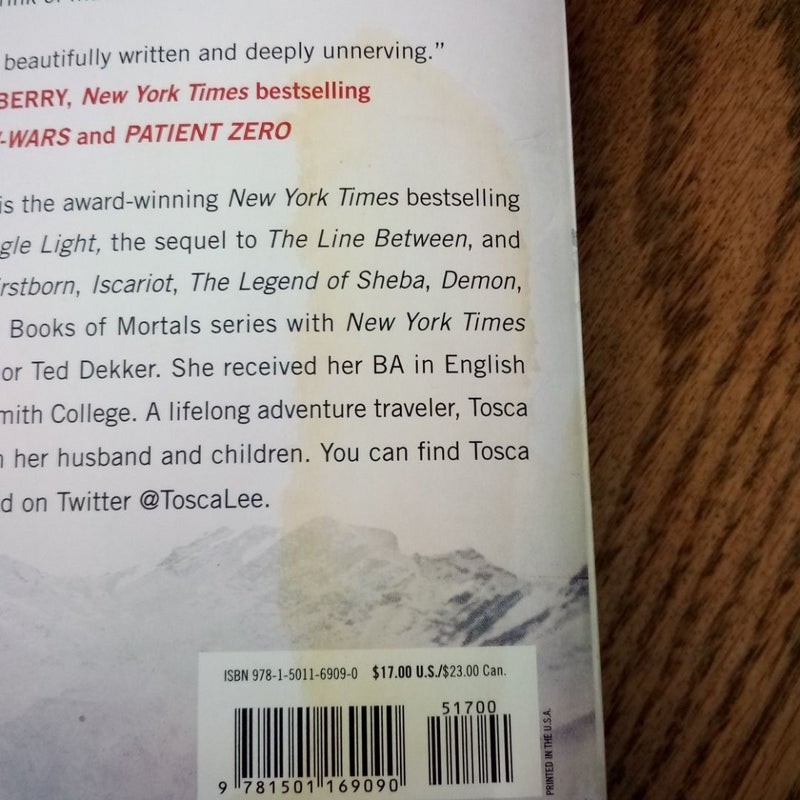 beautifully written and deeply unnerving.”
BERRY, New York Times bestselling
-WARS and PATIENT ZERO
is the award-winning New York Times bestselling
gle Light, the sequel to The Line Between, and
irstborn, Iscariot, The Legend of Sheba, Demon,
Books of Mortals series with New York Times
or Ted Dekker. She received her BA in English
mith College. A lifelong adventure traveler, Tosca
her husband and children. You can find Tosca
d on Twitter @ToscaLee.
ISBN 978-1-5011-6909-0 $17.00 U.S./$23.00 Can.
51700
9 781501 169090
PRINTED IN THE U.S.A.